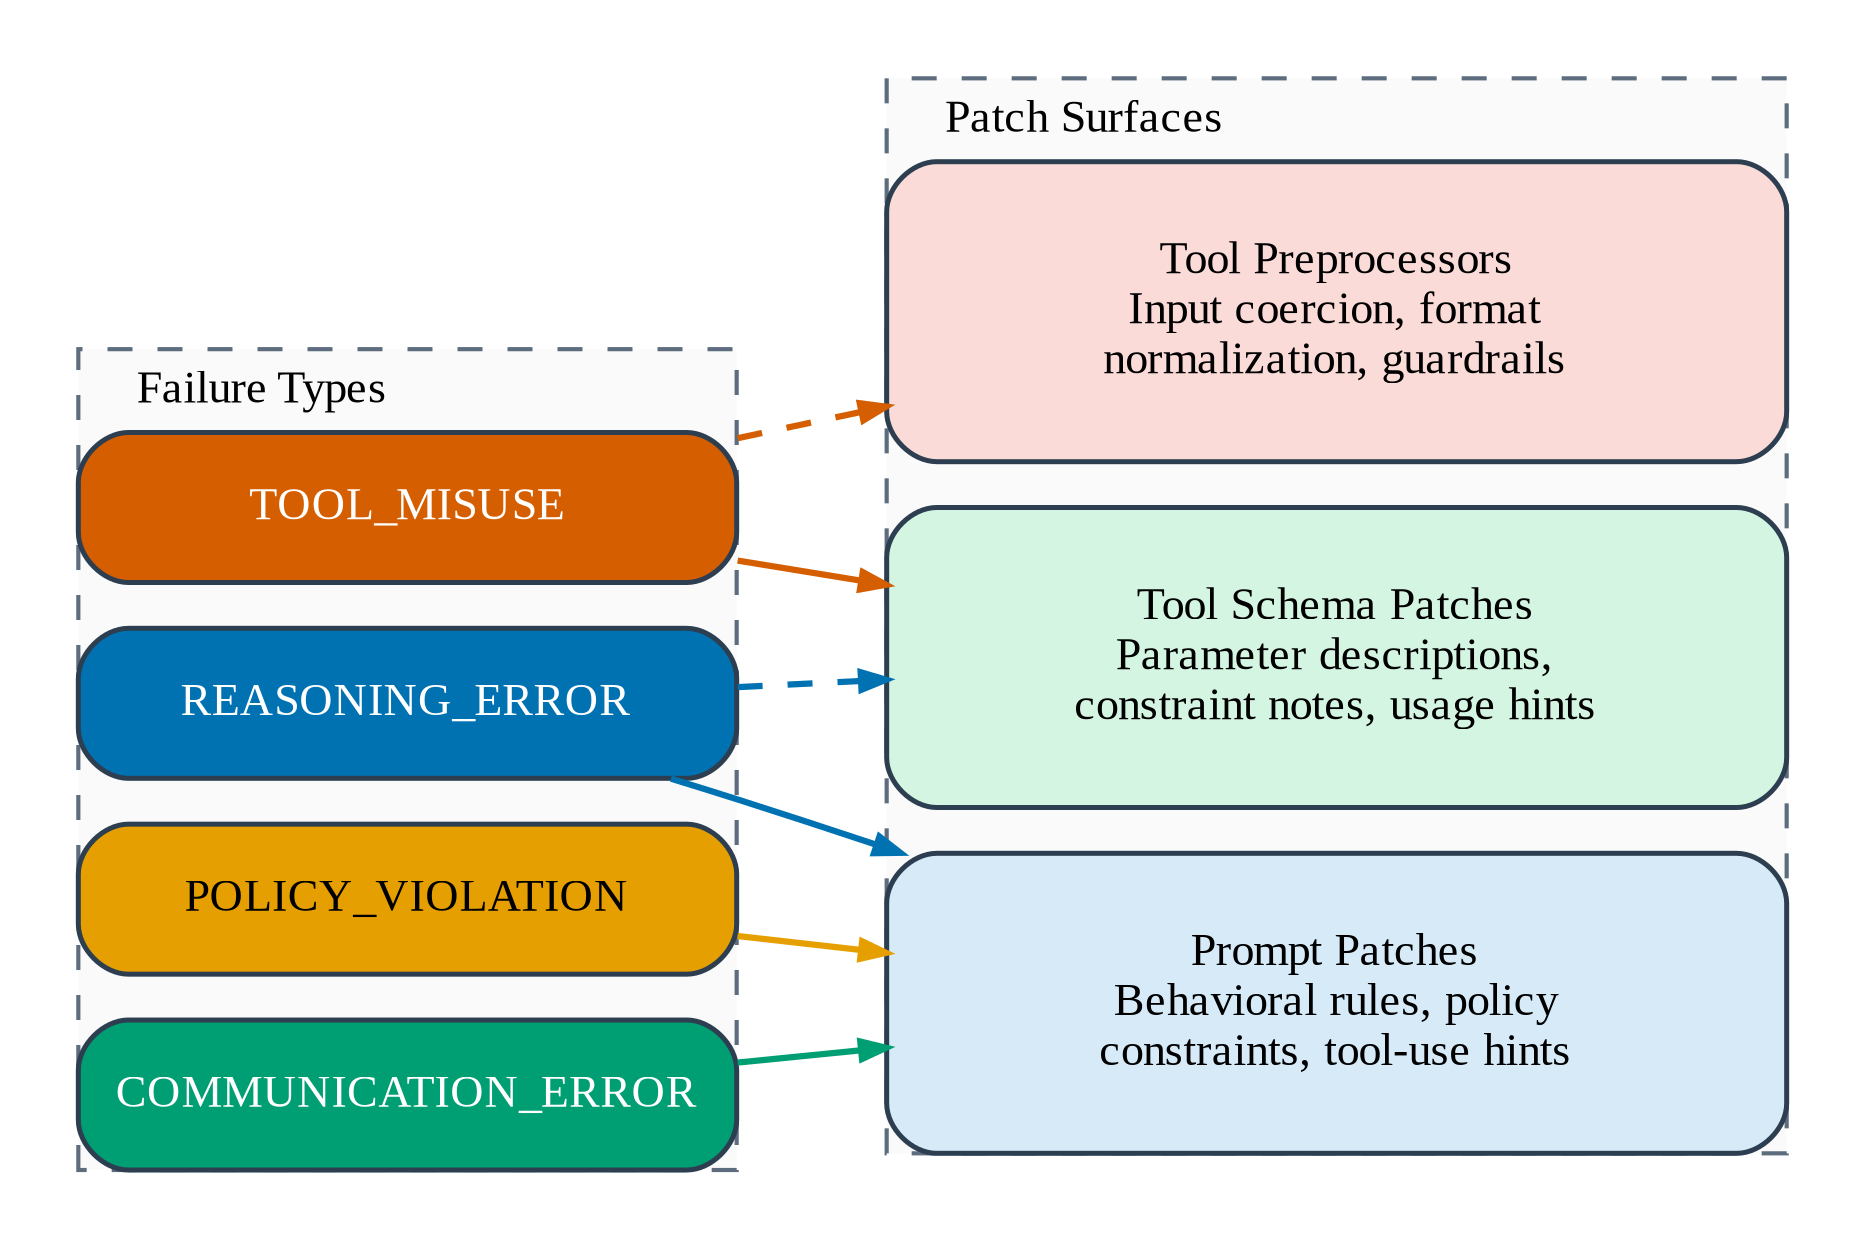 Failure Types
TOOL_MISUSE
REASONING_ERROR
POLICY_VIOLATION
COMMUNICATION_ERROR
Patch Surfaces
Tool Preprocessors
Input coercion, format
normalization, guardrails
Tool Schema Patches
Parameter descriptions,
constraint notes, usage hints
Prompt Patches
Behavioral rules, policy
constraints, tool-use hints